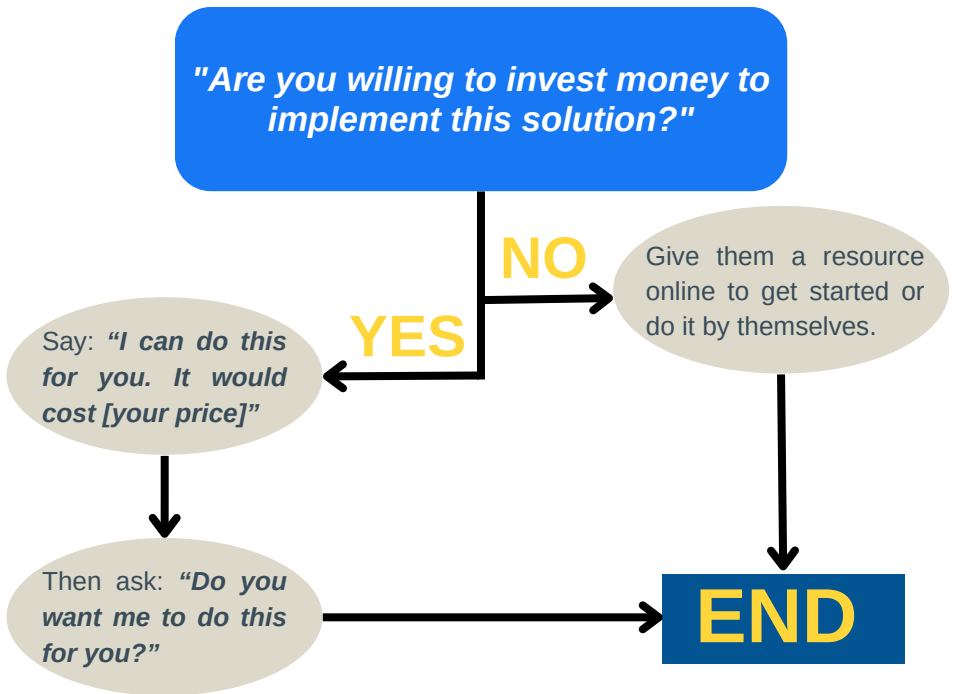 "Are you willing to invest money to
implement this solution?"
NO
Give them a resource
online to get started or
do it by themselves.
YES
Say: “I can do this
for you. It would
cost [your price]”
Then ask: “Do you
want me to do this
for you?”
END